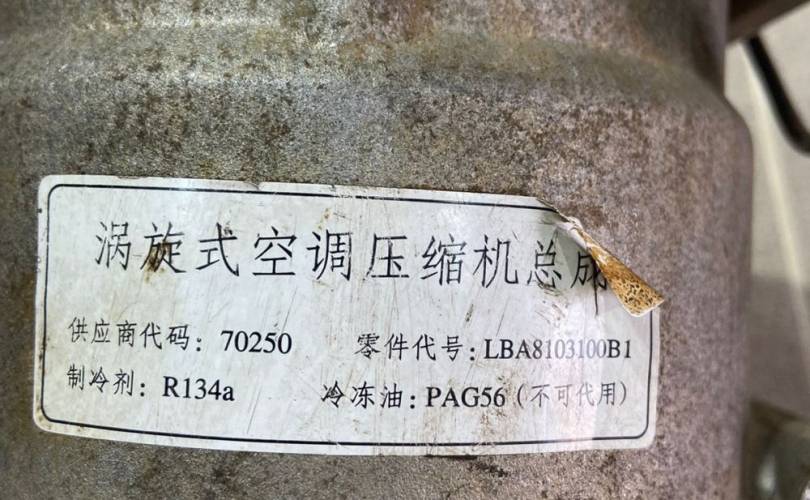 涡旋式空调压缩机总成
供应商代码：70250 零件代号：LBA8103100B1
制冷剂：R134a 冷冻油：PAG56（不可代用）